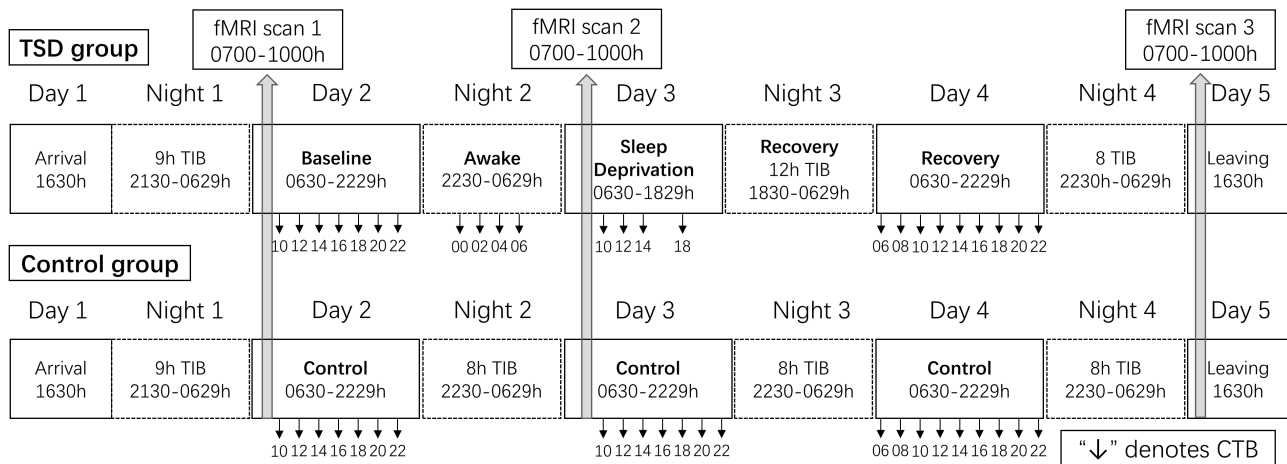 TSD group
fMRI scan 1
0700-1000h
fMRI scan 2
0700-1000h
fMRI scan 3
0700-1000h
Day 1 Night 1 Day 2 Night 2 Day 3 Night 3 Day 4 Night 4 Day 5
Arrival
1630h
9h TIB
2130-0629h
Baseline
0630-2229h
Awake
2230-0629h
Sleep
Deprivation
0630-1829h
Recovery
12h TIB
1830-0629h
Recovery
0630-2229h
8 TIB
2230h-0629h
Leaving
1630h
10 12 14 16 18 20 22
00 02 04 06
10 12 14 18
06 08 10 12 14 16 18 20 22
Control group
Day 1 Night 1 Day 2 Night 2 Day 3 Night 3 Day 4 Night 4 Day 5
Arrival
1630h
9h TIB
2130-0629h
Control
0630-2229h
8h TIB
2230-0629h
Control
0630-2229h
8h TIB
2230-0629h
Control
0630-2229h
8h TIB
2230-0629h
Leaving
1630h
10 12 14 16 18 20 22
10 12 14 16 18 20 22
06 08 10 12 14 16 18 20 22
“↓” denotes CTB